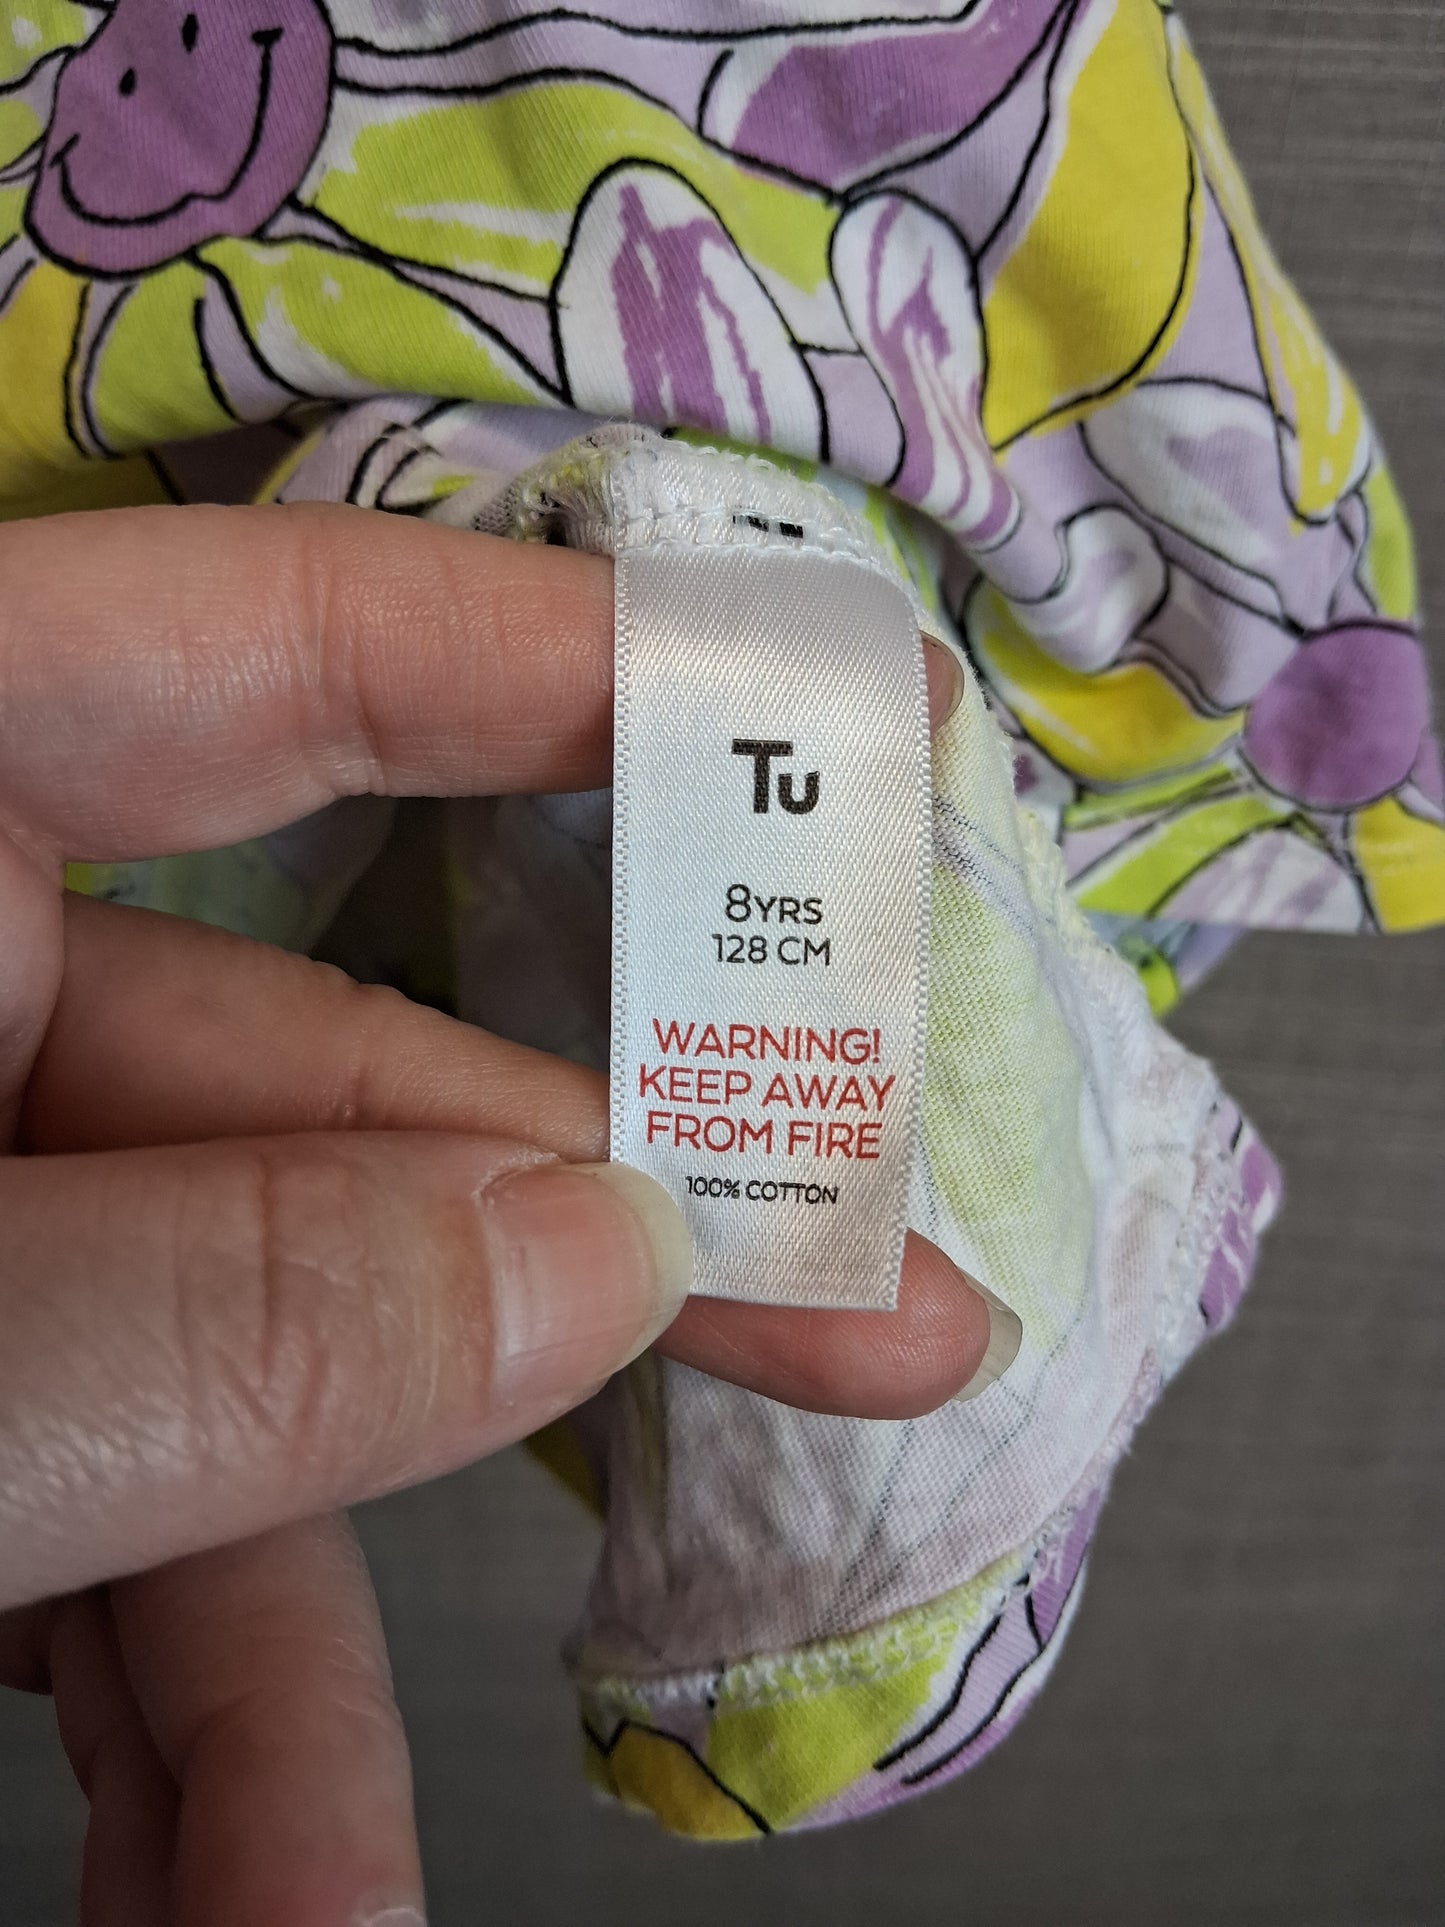 Tu
8YRS
128 CM
WARNING!
KEEP AWAY
FROM FIRE
100% COTTON